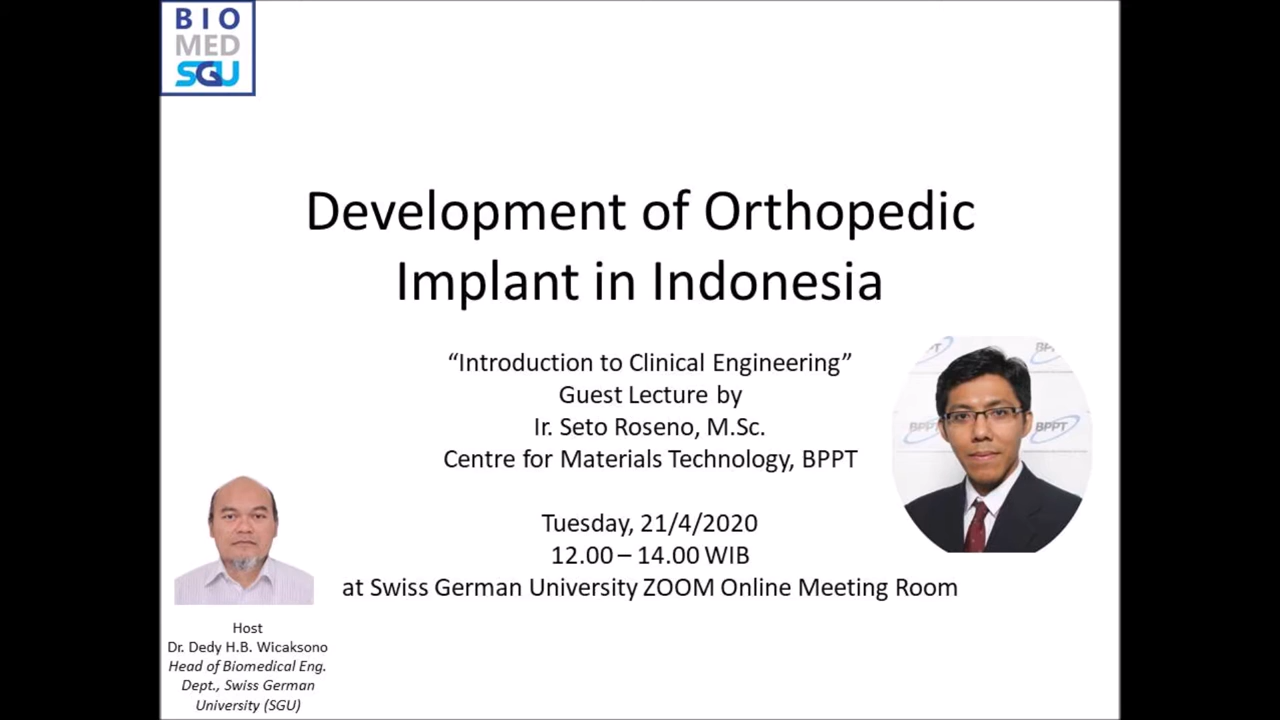 BIO
MED
SGU
Development of Orthopedic
Implant in Indonesia
“Introduction to Clinical Engineering”
Guest Lecture by
Ir. Seto Roseno, M.Sc.
Centre for Materials Technology, BPPT
Tuesday, 21/4/2020
12.00 – 14.00 WIB
at Swiss German University ZOOM Online Meeting Room
BPPT
BPPT
Host
Dr. Dedy H.B. Wicaksono
Head of Biomedical Eng.
Dept., Swiss German
University (SGU)